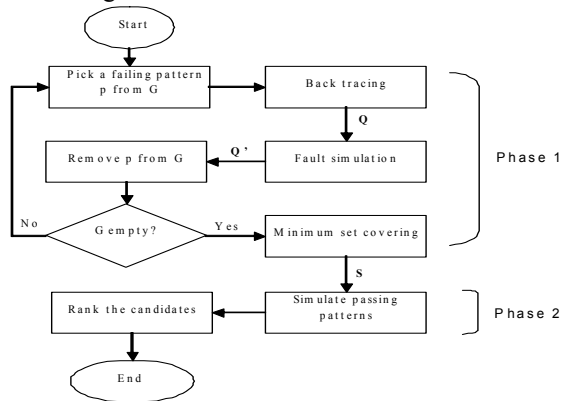 Start
Pick a failing pattern
p from G
Back tracing
Q
Remove p from G
Q'
Fault simulation
Phase 1
No
G empty?
Yes
Minimum set covering
S
Rank the candidates
Simulate passing
patterns
Phase 2
End